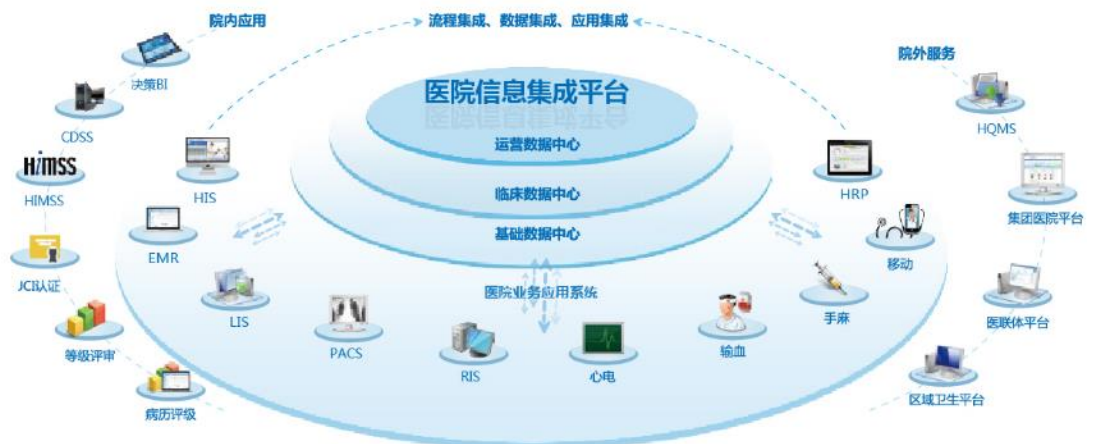 院内应用
流程集成、数据集成、应用集成
院外服务
决策BI
CDSS
HiMSS
HIMSS
JCI认证
等级评审
病历评级
医院信息集成平台
运营数据中心
临床数据中心
基础数据中心
医院业务应用系统
HIS
EMR
LIS
PACS
RIS
心电
输血
手麻
移动
HRP
HQMS
集团医院平台
医联体平台
区域卫生平台